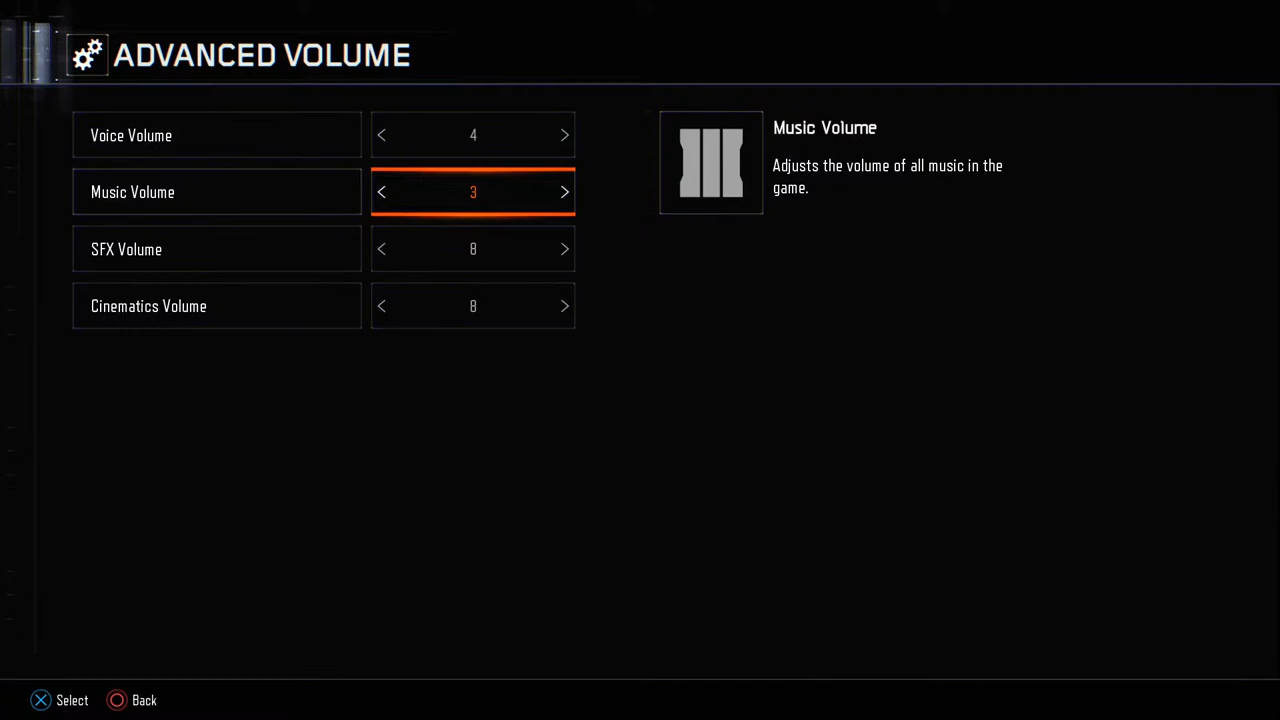 ADVANCED VOLUME
Voice Volume
< 4 >
Music Volume
< 3 >
SFX Volume
< 8 >
Cinematics Volume
< 8 >
Music Volume
Adjusts the volume of all music in the
game.
Select Back